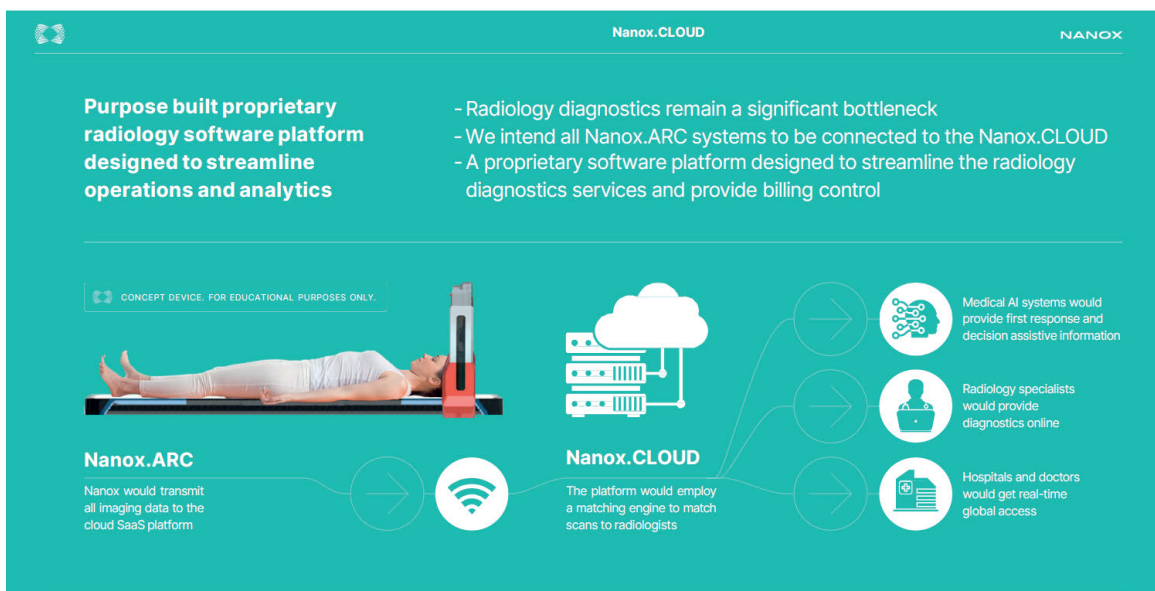 Nanox.CLOUD
NANOX
Purpose built proprietary
radiology software platform
designed to streamline
operations and analytics
- Radiology diagnostics remain a significant bottleneck
- We intend all Nanox.ARC systems to be connected to the Nanox.CLOUD
- A proprietary software platform designed to streamline the radiology
diagnostics services and provide billing control
CONCEPT DEVICE. FOR EDUCATIONAL PURPOSES ONLY.
Nanox.ARC
Nanox would transmit
all imaging data to the
cloud SaaS platform
Nanox.CLOUD
The platform would employ
a matching engine to match
scans to radiologists
Medical AI systems would
provide first response and
decision assistive information
Radiology specialists
would provide
diagnostics online
Hospitals and doctors
would get real-time
global access